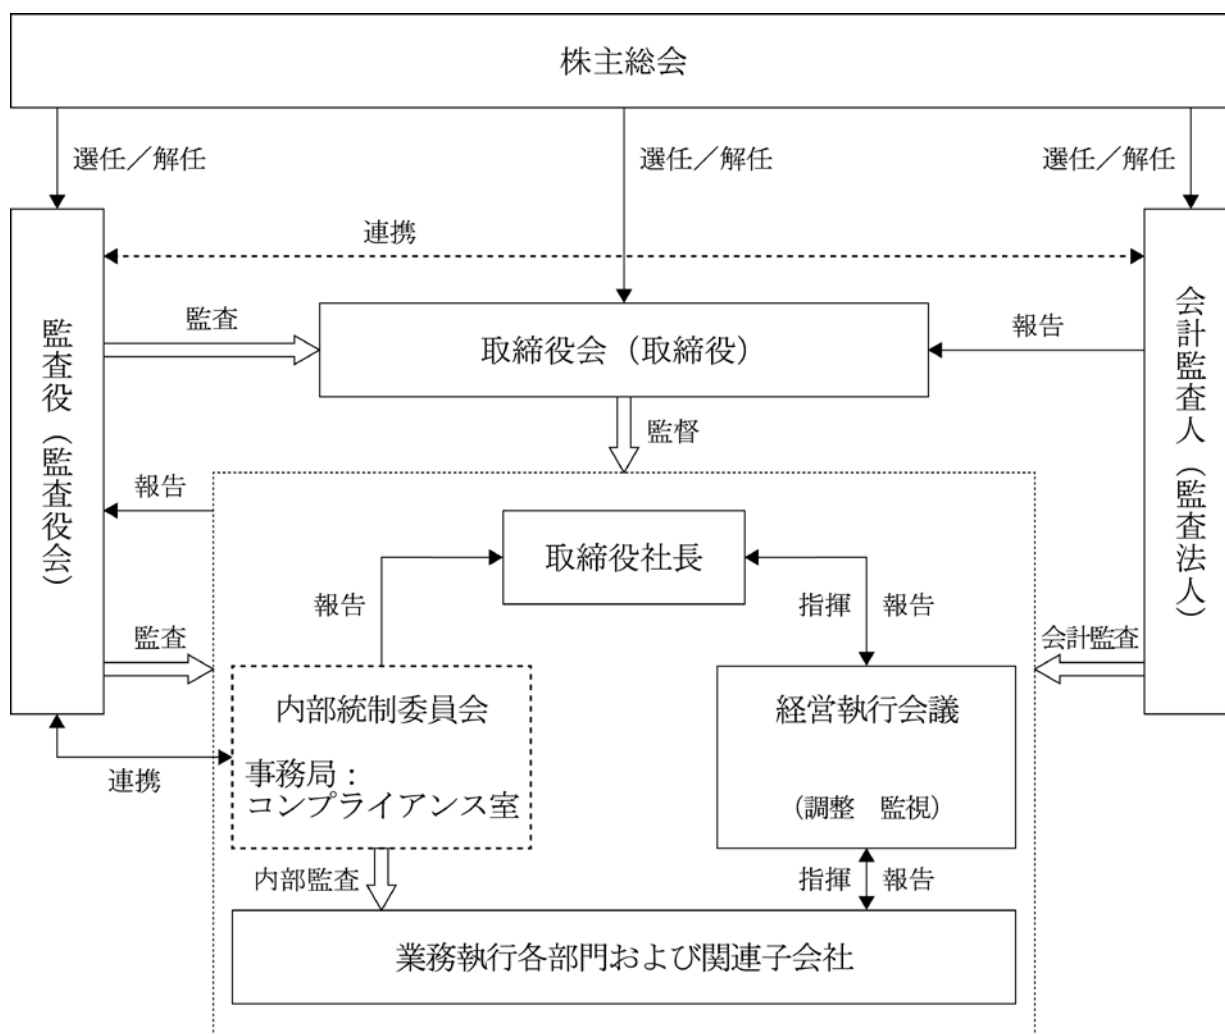 株主総会
選任／解任
選任／解任
選任／解任
連携
監査役（監査役会）
監査
取締役会（取締役）
報告
会計監査人（監査法人）
監督
報告
取締役社長
報告
指揮
報告
監査
会計監査
内部統制委員会
事務局：
コンプライアンス室
経営執行会議
（調整　監視）
連携
内部監査
指揮
報告
業務執行各部門および関連子会社